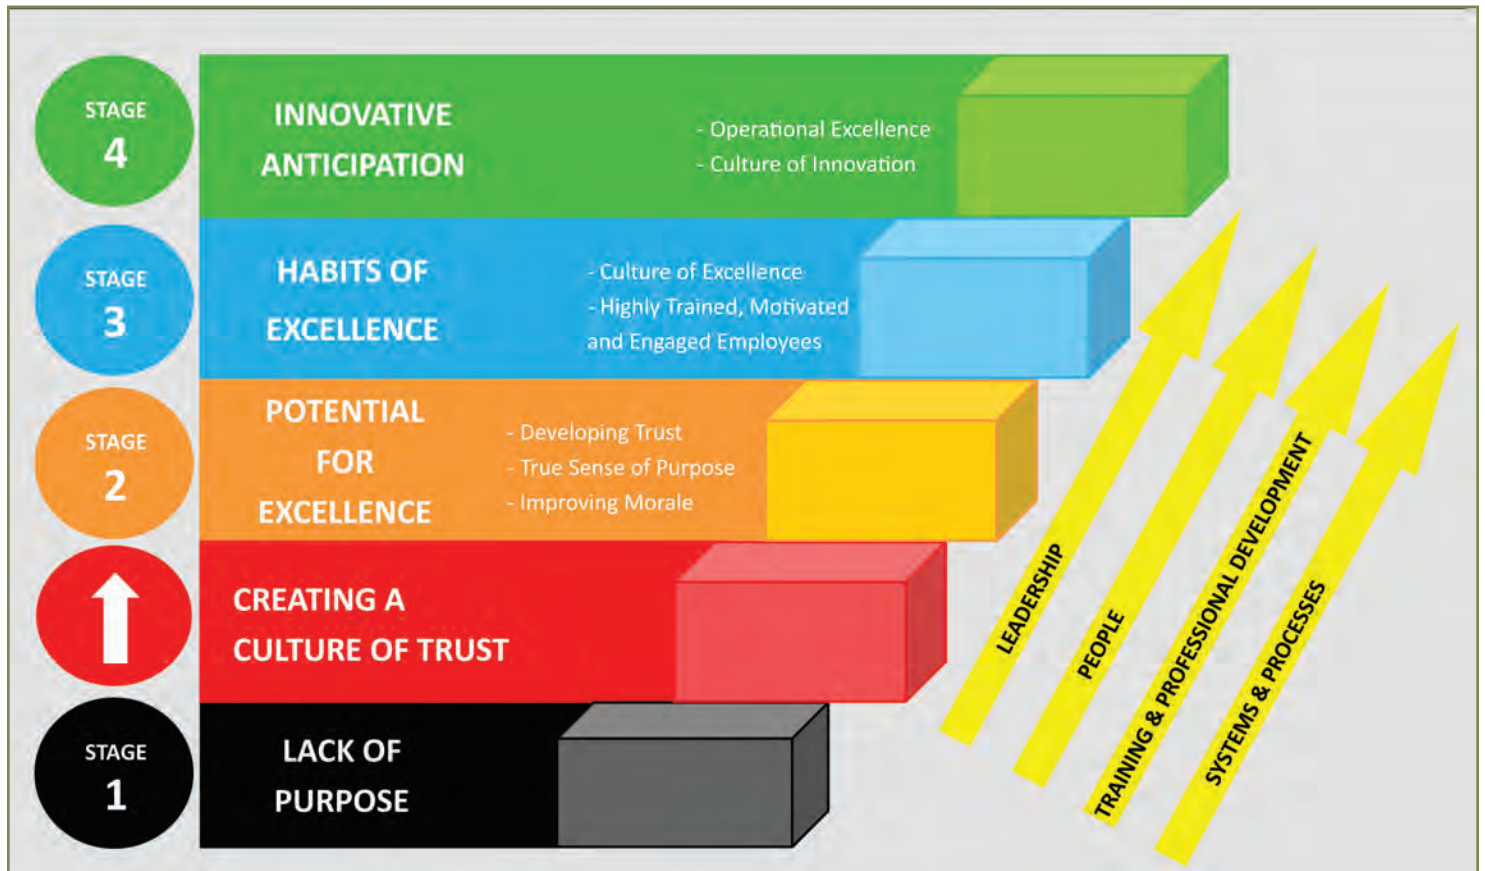 STAGE
4
INNOVATIVE
ANTICIPATION
- Operational Excellence
- Culture of Innovation
STAGE
3
HABITS OF
EXCELLENCE
- Culture of Excellence
- Highly Trained, Motivated
and Engaged Employees
STAGE
2
POTENTIAL
FOR
EXCELLENCE
- Developing Trust
- True Sense of Purpose
- Improving Morale
CREATING A
CULTURE OF TRUST
STAGE
1
LACK OF
PURPOSE
LEADERSHIP
PEOPLE
TRAINING & PROFESSIONAL DEVELOPMENT
SYSTEMS & PROCESSES